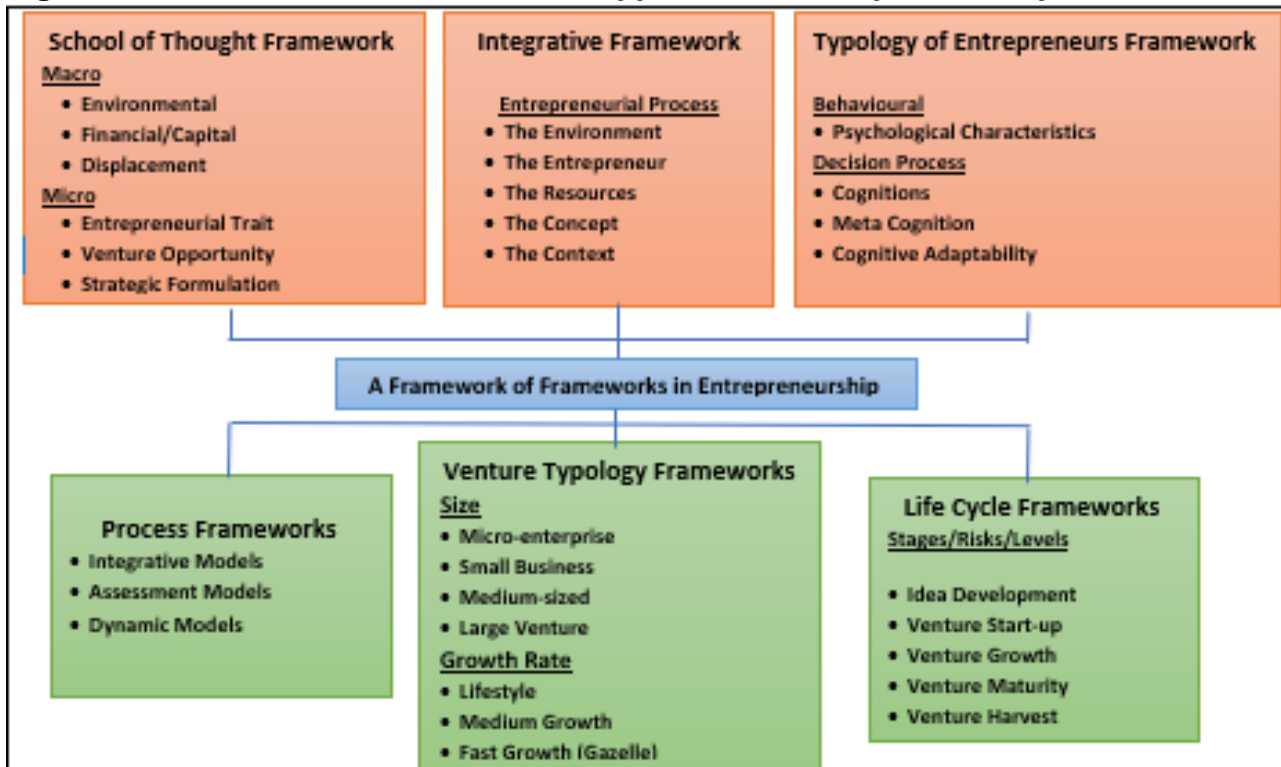 School of Thought Framework
Macro
• Environmental
• Financial/Capital
• Displacement
Micro
• Entrepreneurial Trait
• Venture Opportunity
• Strategic Formulation
Integrative Framework
Entrepreneurial Process
• The Environment
• The Entrepreneur
• The Resources
• The Concept
• The Context
Typology of Entrepreneurs Framework
Behavioural
• Psychological Characteristics
Decision Process
• Cognitions
• Meta Cognition
• Cognitive Adaptability
A Framework of Frameworks in Entrepreneurship
Process Frameworks
• Integrative Models
• Assessment Models
• Dynamic Models
Venture Typology Frameworks
Size
• Micro-enterprise
• Small Business
• Medium-sized
• Large Venture
Growth Rate
• Lifestyle
• Medium Growth
• Fast Growth (Gazelle)
Life Cycle Frameworks
Stages/Risks/Levels
• Idea Development
• Venture Start-up
• Venture Growth
• Venture Maturity
• Venture Harvest